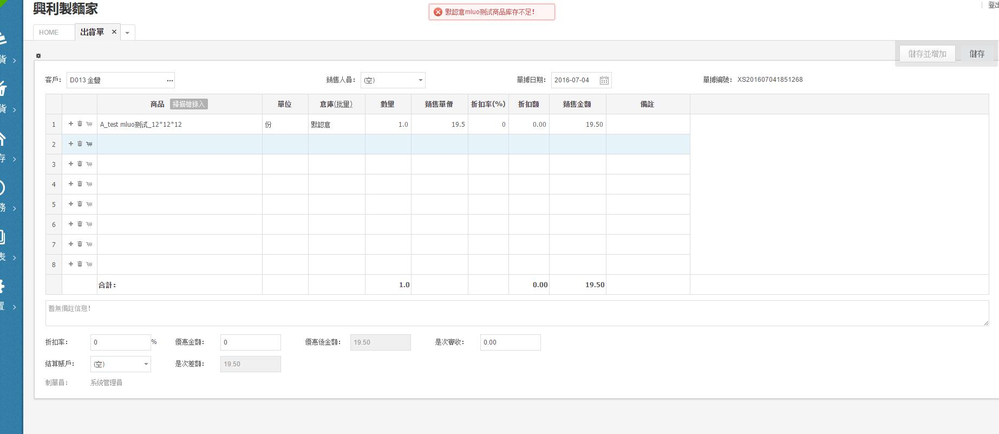 興利製麵家
默認倉mluo测试商品库存不足!
登出
HOME
出貨單 ×
儲存並增加
儲存
貨
貨
存
務
表
置
客戶: D013 金豐 ...
銷售人員: (空)
單據日期: 2016-07-04
單據編號: XS201607041851268
商品 掃描槍錄入 單位 倉庫(批量) 數量 銷售單價 折扣率(%) 折扣額 銷售金額 備註
1 A_test mluo测试_12*12*12 份 默認倉 1.0 19.5 0 0.00 19.50
2
3
4
5
6
7
8
合計: 1.0 0.00 19.50
暫無備註信息!
折扣率: 0 %
優惠金額: 0
優惠後金額: 19.50
是次審收: 0.00
結算賬戶: (空)
是次差額: 19.50
制單員: 系統管理員